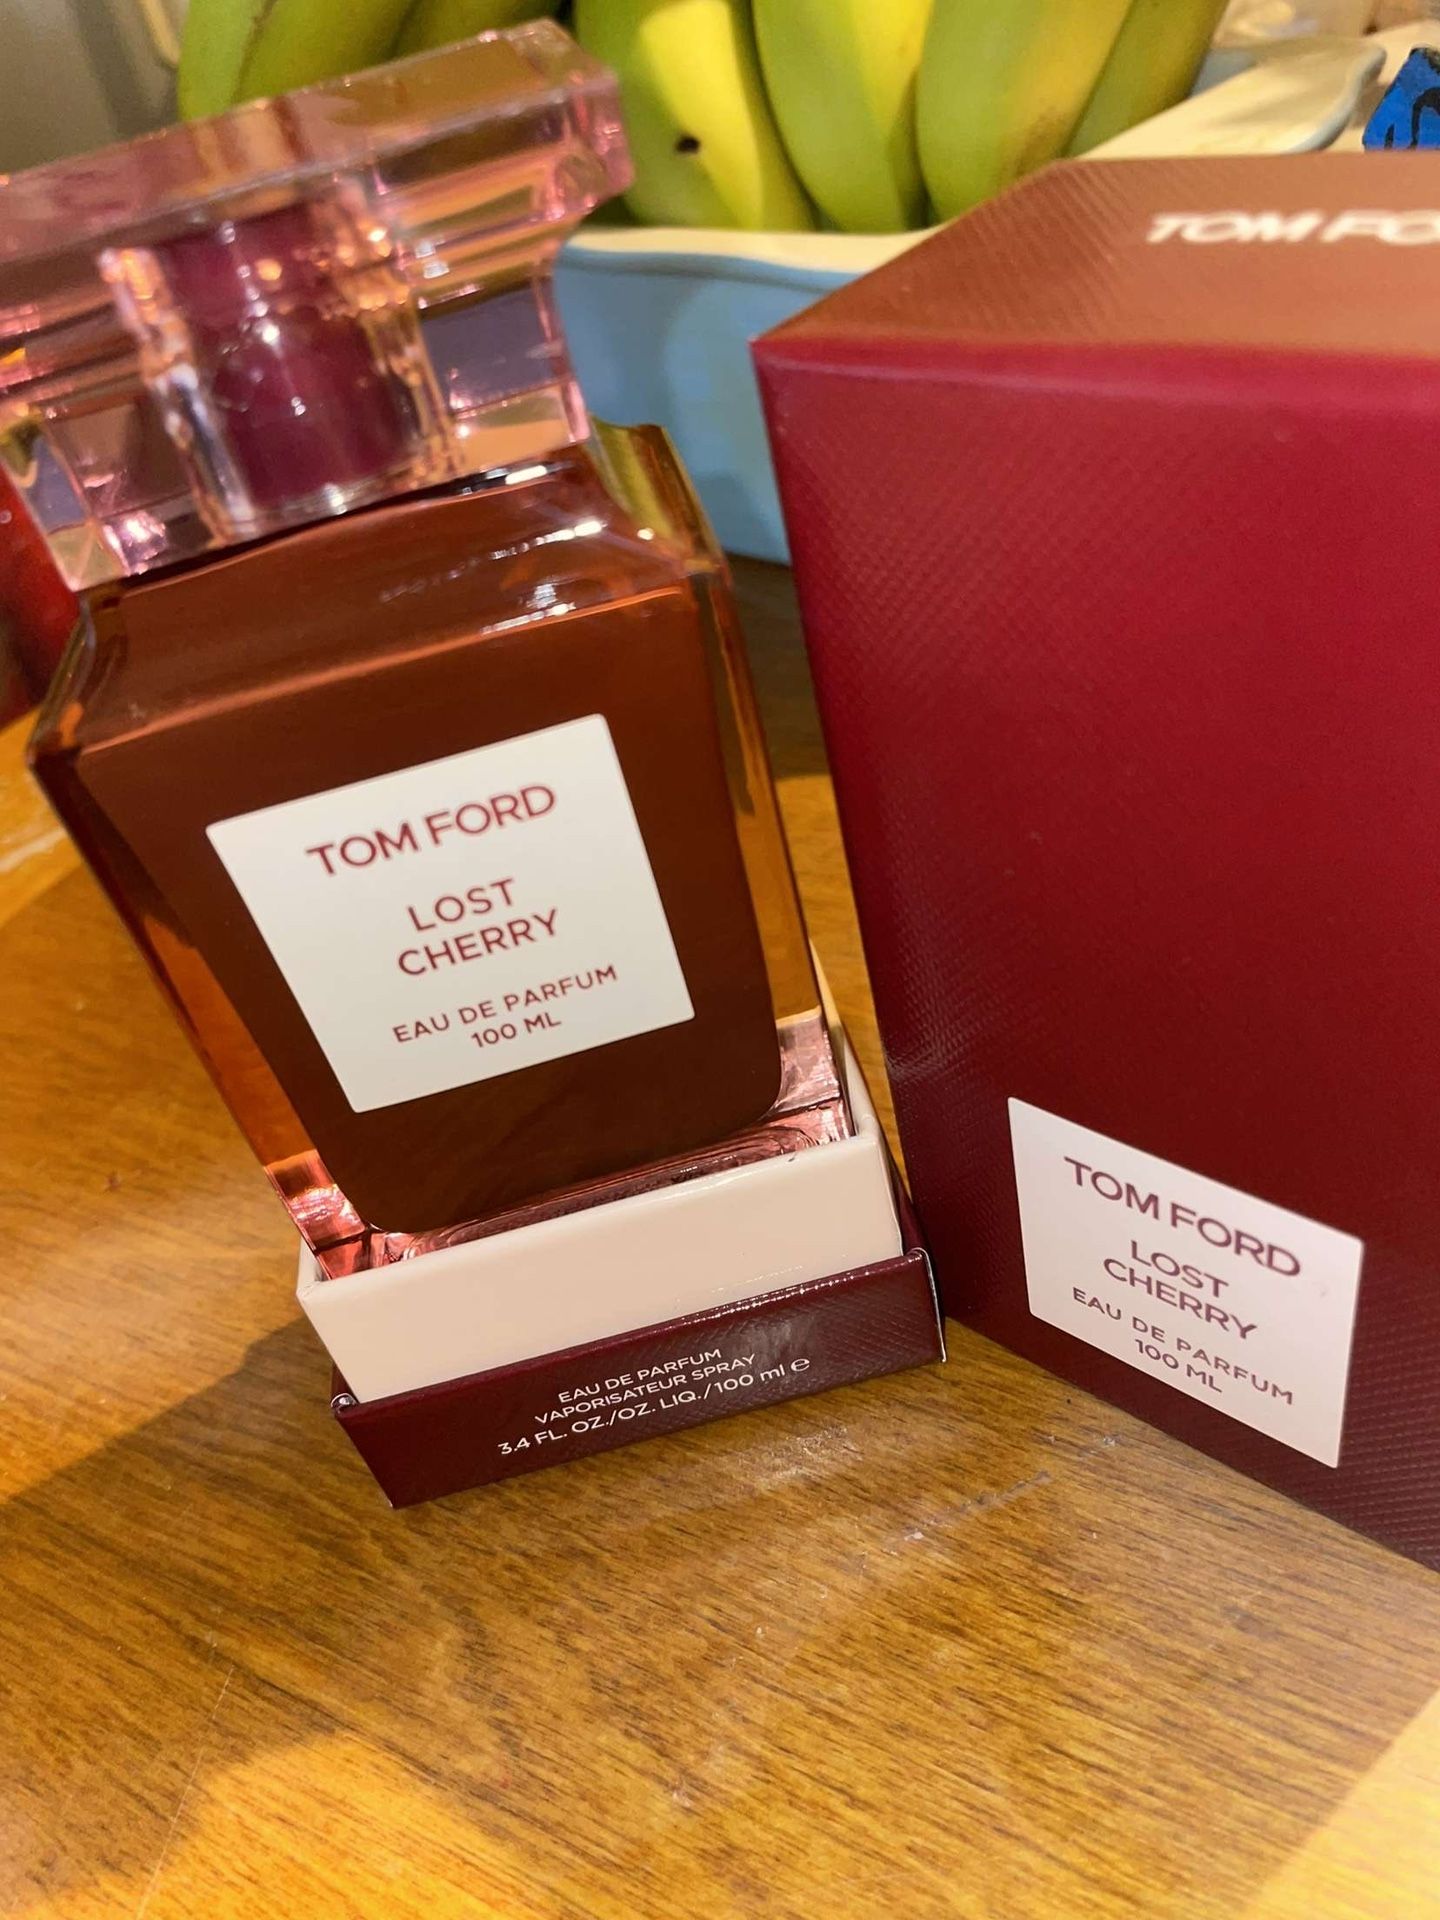 TOM FORD
LOST
CHERRY
EAU DE PARFUM
100 ML
EAU DE PARFUM
VAPORISATEUR SPRAY
3.4 FL. OZ./OZ. LIQ./100 ml ℮
TOM FO
TOM FORD
LOST
CHERRY
EAU DE PARFUM
100 ML